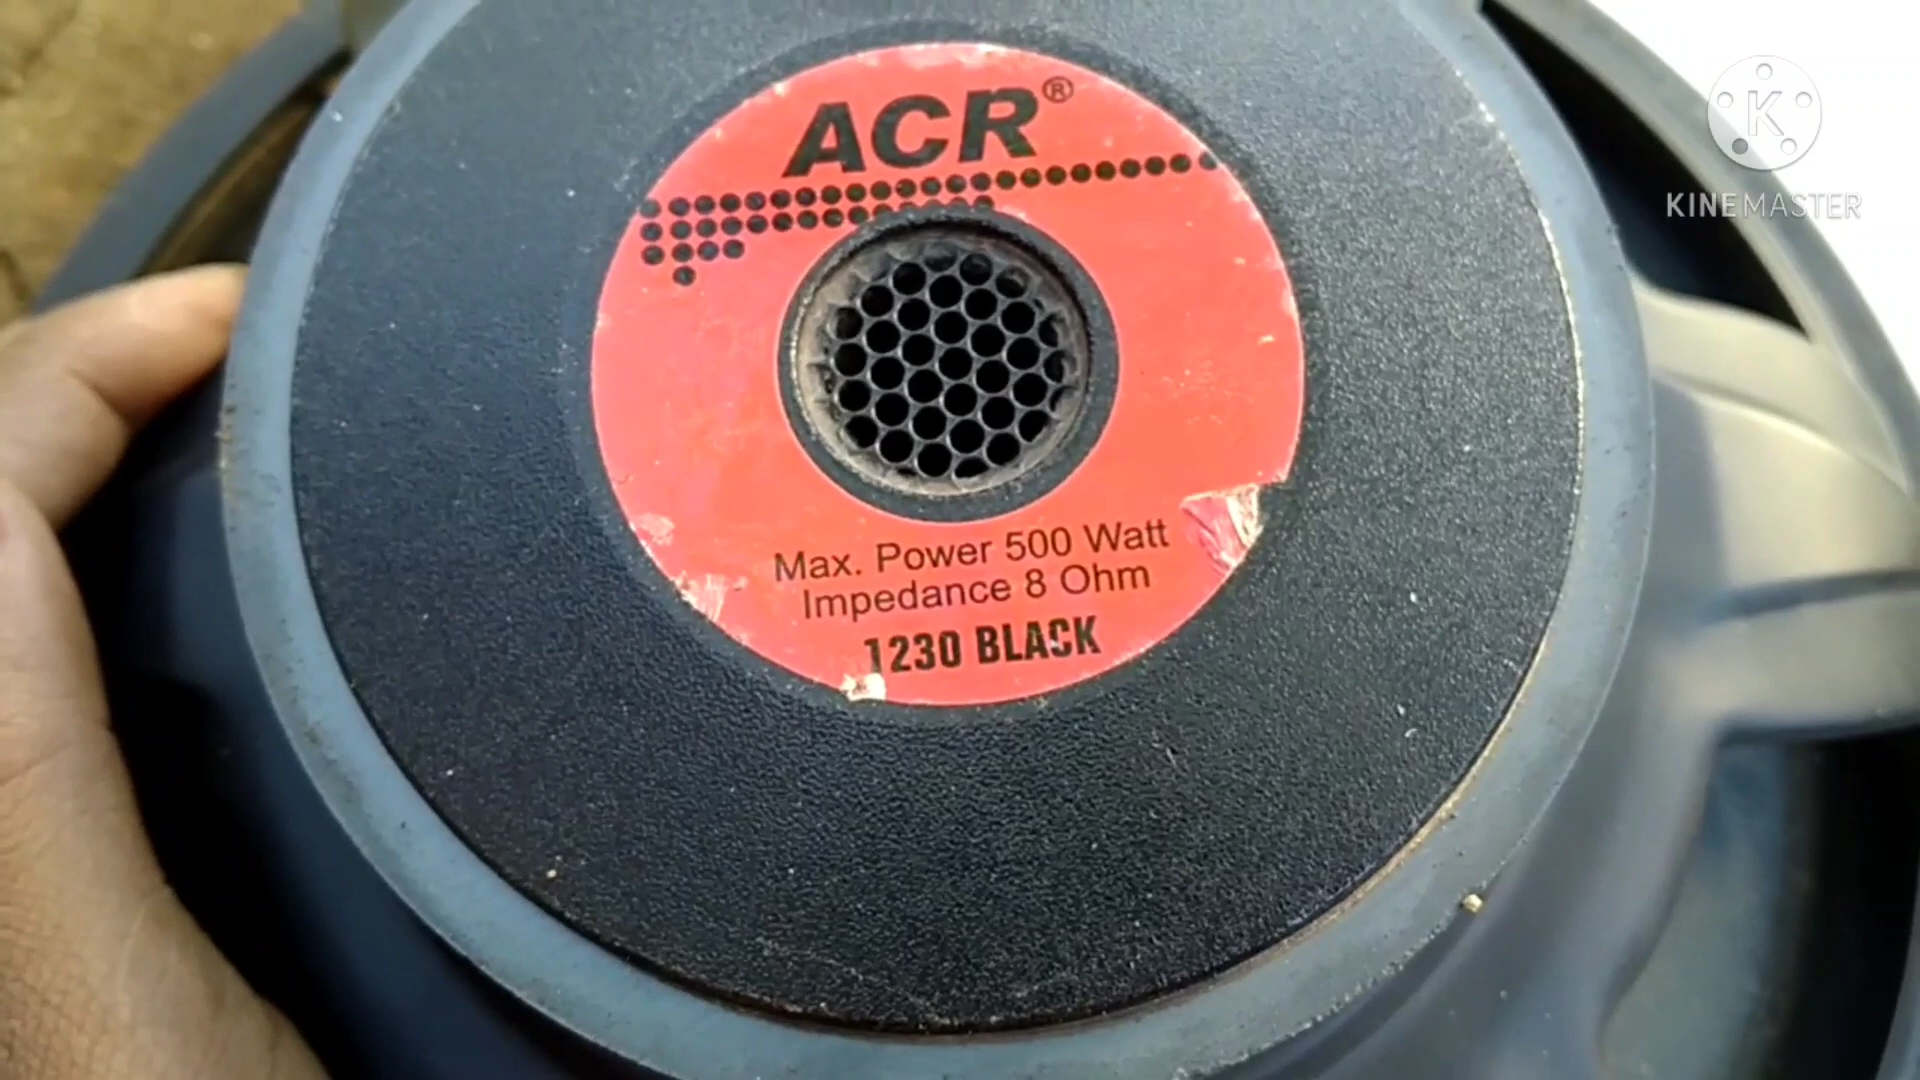 ACR®
K
KINEMASTER
Max. Power 500 Watt
Impedance 8 Ohm
1230 BLACK